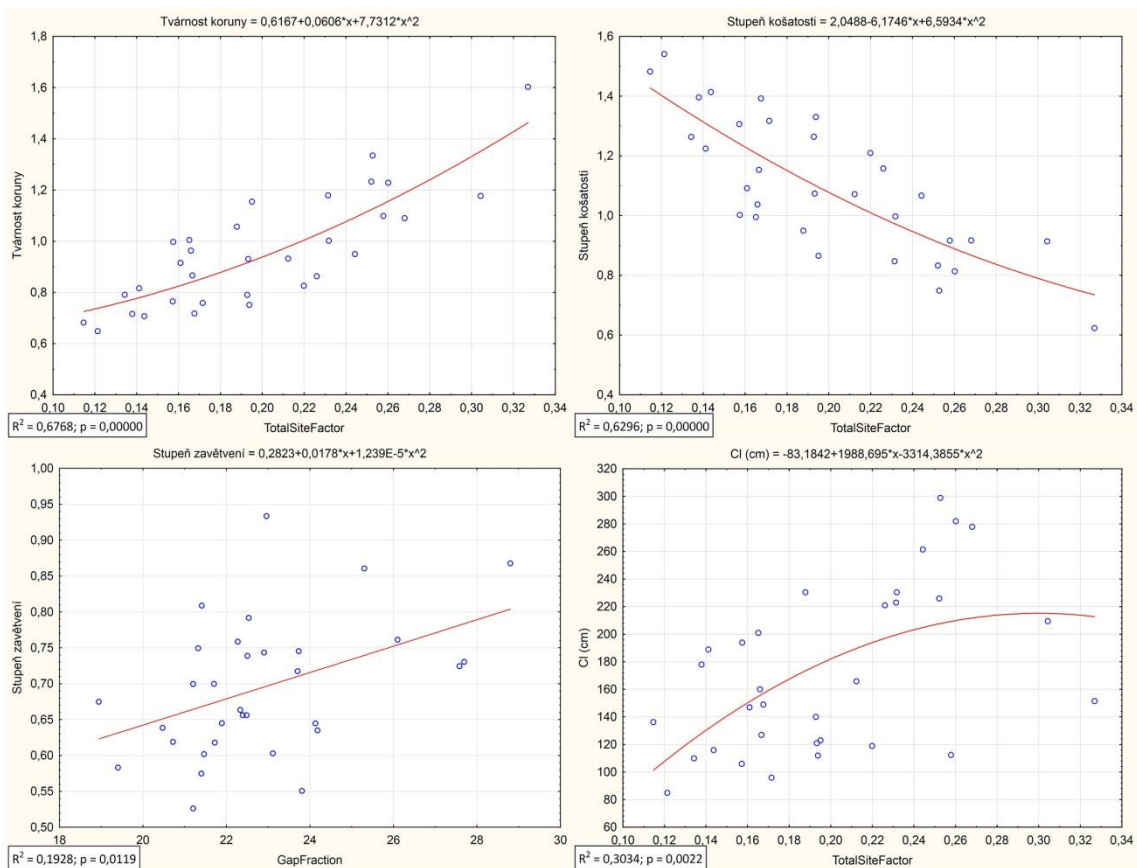 Tvárnost koruny = 0,6167+0,0606*x+7,7312*x^2
1,8
1,6
1,4
1,2
1,0
0,8
0,6
0,4
Tvárnost koruny
0,10 0,12 0,14 0,16 0,18 0,20 0,22 0,24 0,26 0,28 0,30 0,32 0,34
TotalSiteFactor
R² = 0,6768; p = 0,00000
Stupeň košatosti = 2,0488-6,1746*x+6,5934*x^2
1,6
1,4
1,2
1,0
0,8
0,6
0,4
Stupeň košatosti
0,10 0,12 0,14 0,16 0,18 0,20 0,22 0,24 0,26 0,28 0,30 0,32 0,34
TotalSiteFactor
R² = 0,6296; p = 0,00000
Stupeň zavětvení = 0,2823+0,0178*x+1,239E-5*x^2
1,00
0,95
0,90
0,85
0,80
0,75
0,70
0,65
0,60
0,55
0,50
Stupeň zavětvení
18 20 22 24 26 28 30
GapFraction
R² = 0,1928; p = 0,0119
CI (cm) = -83,1842+1988,695*x-3314,3855*x^2
320
300
280
260
240
220
200
180
160
140
120
100
80
60
CI (cm)
0,10 0,12 0,14 0,16 0,18 0,20 0,22 0,24 0,26 0,28 0,30 0,32 0,34
TotalSiteFactor
R² = 0,3034; p = 0,0022